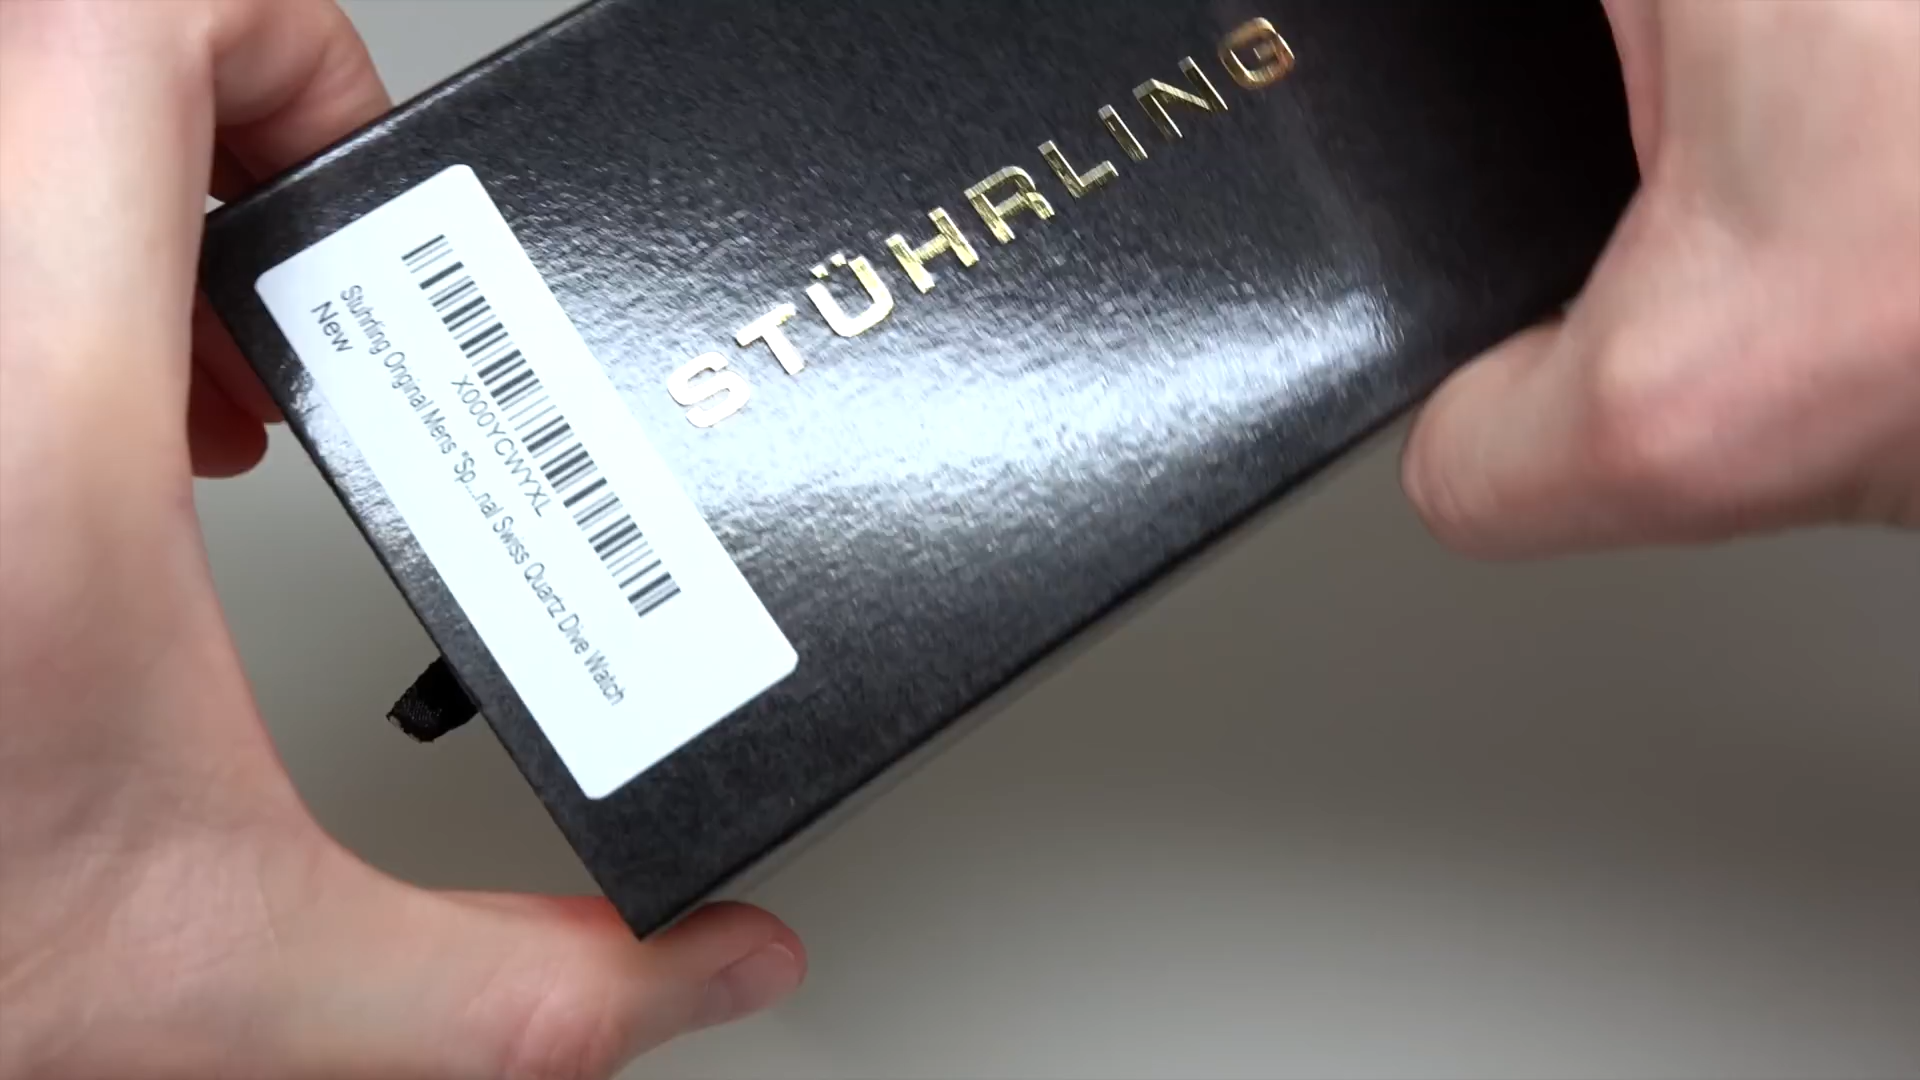 STÜHRLING
X000YCWYXL
Stuhrling Original Mens "Sp...nal Swiss Quartz Dive Watch
New